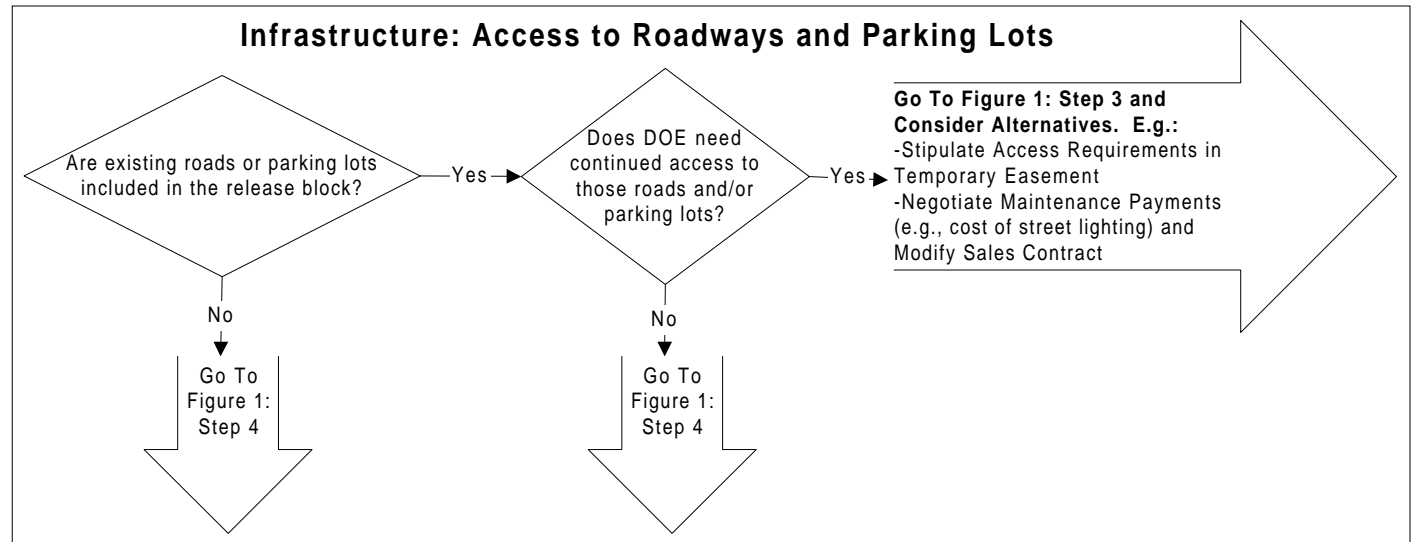 Infrastructure: Access to Roadways and Parking Lots
Are existing roads or parking lots
included in the release block?
Yes
Does DOE need
continued access to
those roads and/or
parking lots?
Yes
Go To Figure 1: Step 3 and
Consider Alternatives. E.g.:
-Stipulate Access Requirements in
Temporary Easement
-Negotiate Maintenance Payments
(e.g., cost of street lighting) and
Modify Sales Contract
No
Go To
Figure 1:
Step 4
No
Go To
Figure 1:
Step 4